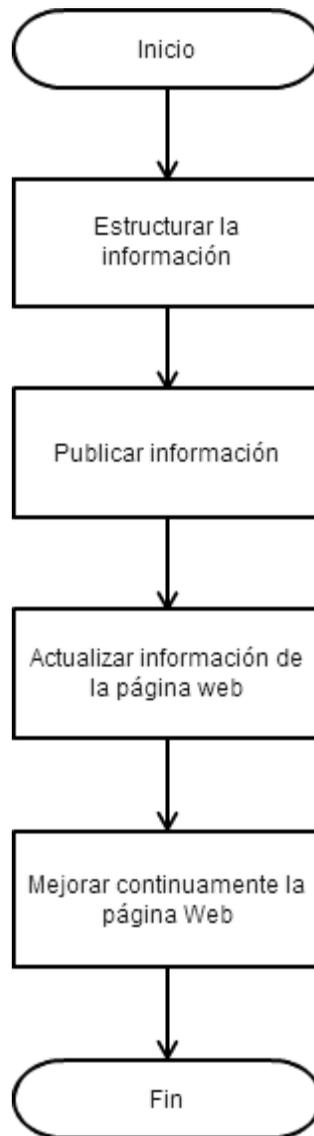 Inicio
Estructurar la
información
Publicar información
Actualizar información de
la página web
Mejorar continuamente la
página Web
Fin